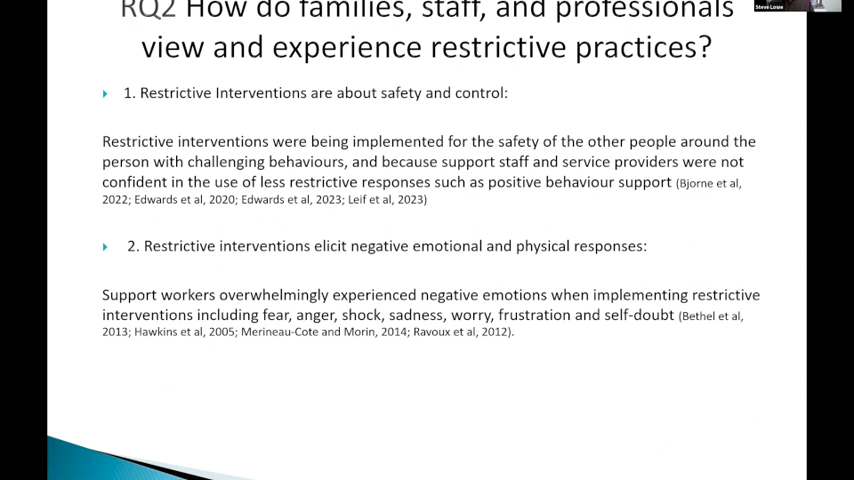 RQ2 How do families, staff, and professionals
view and experience restrictive practices?
1. Restrictive Interventions are about safety and control:
Restrictive interventions were being implemented for the safety of the other people around the
person with challenging behaviours, and because support staff and service providers were not
confident in the use of less restrictive responses such as positive behaviour support (Bjorne et al,
2022; Edwards et al, 2020; Edwards et al, 2023; Leif et al, 2023)
2. Restrictive interventions elicit negative emotional and physical responses:
Support workers overwhelmingly experienced negative emotions when implementing restrictive
interventions including fear, anger, shock, sadness, worry, frustration and self-doubt (Bethel et al,
2013; Hawkins et al, 2005; Merineau-Cote and Morin, 2014; Ravoux et al, 2012).
Steve Lowe